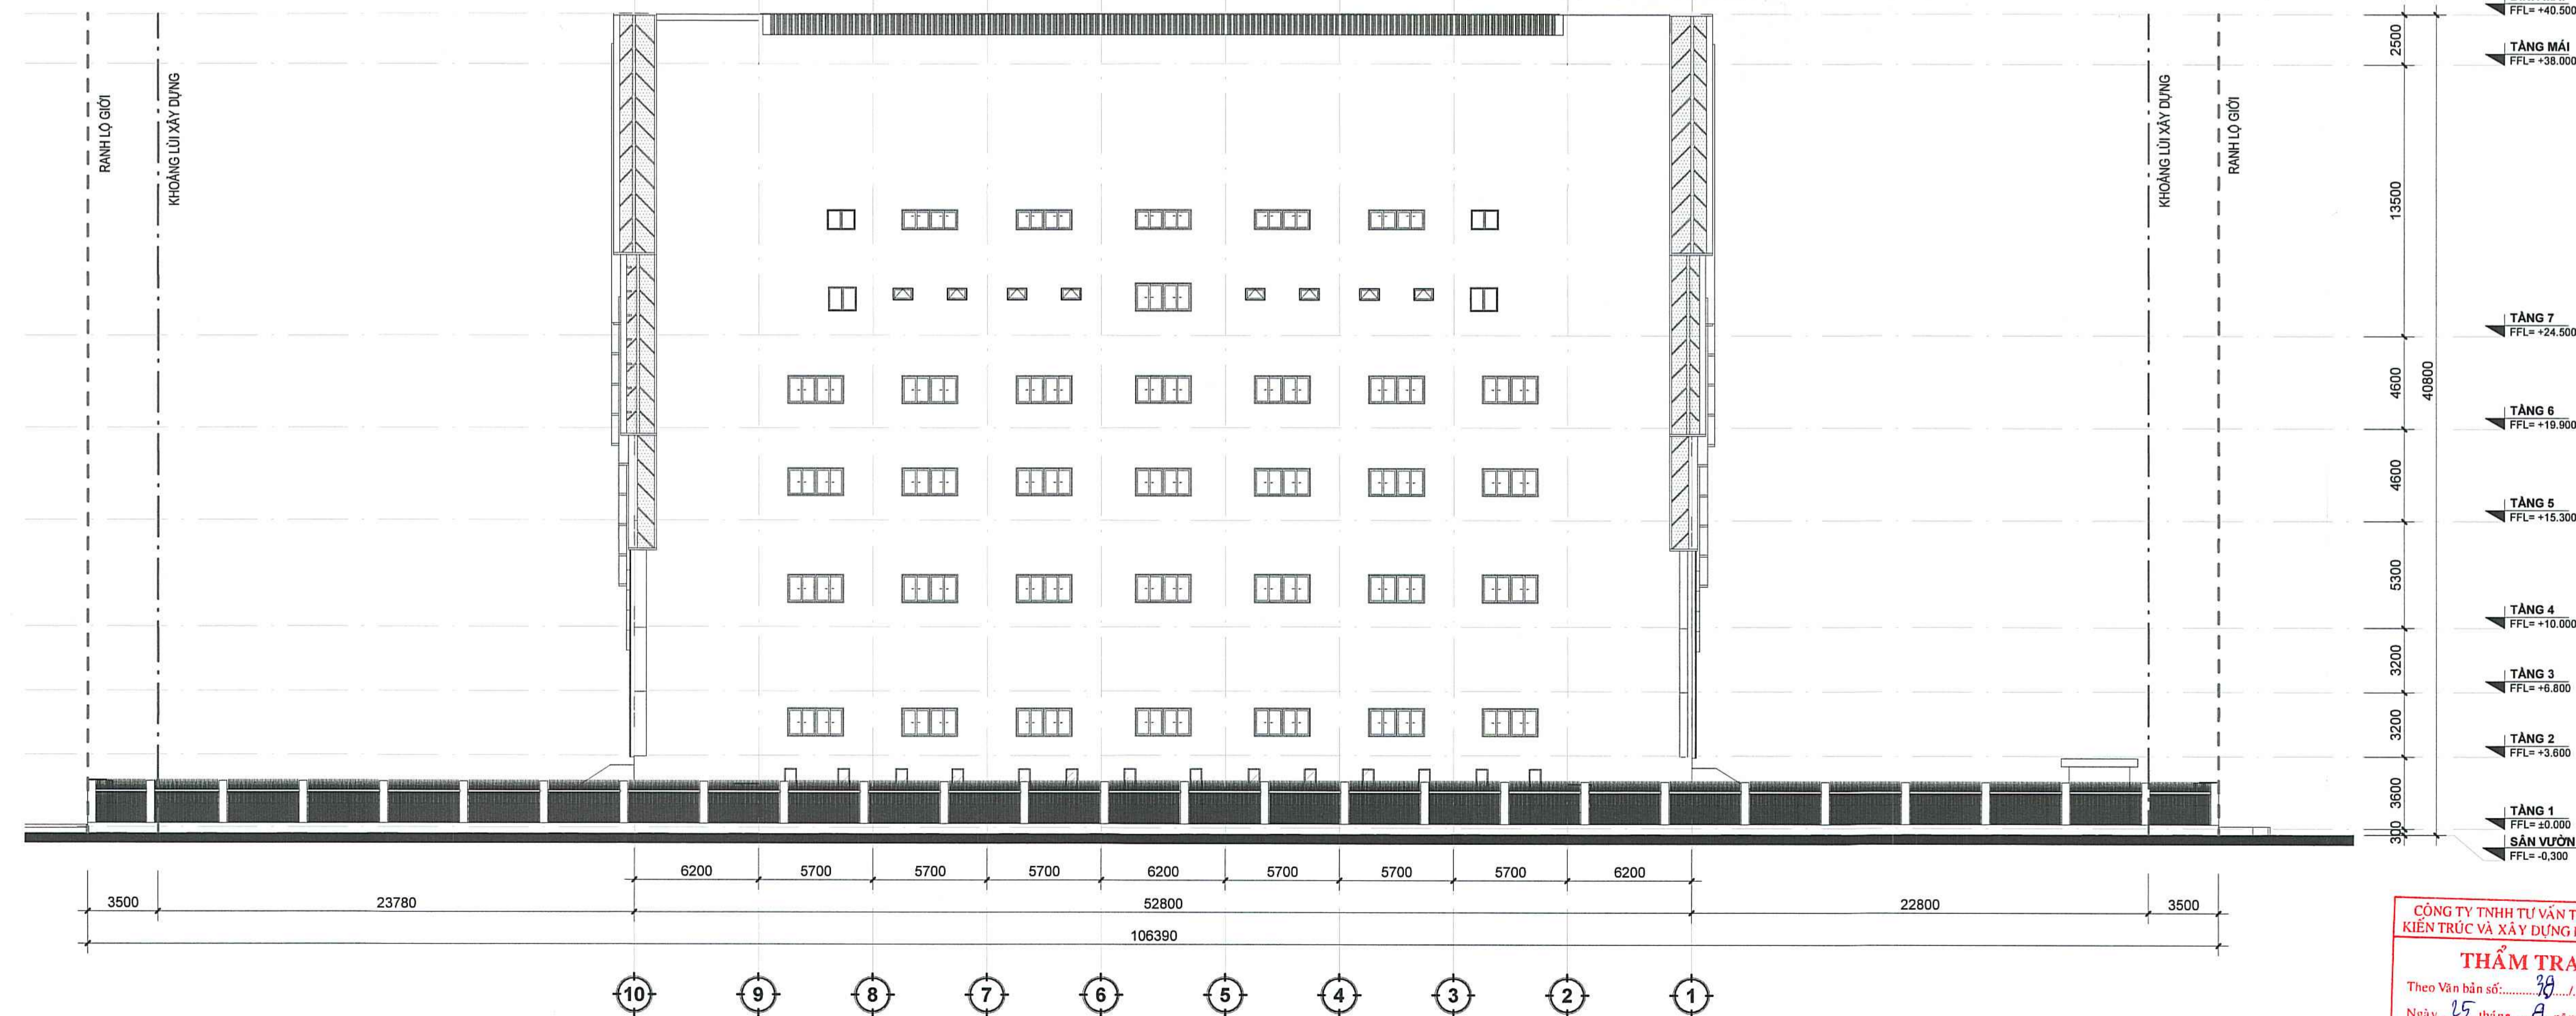 FFL= +40.500
TẦNG MÁI
FFL= +38.000
TẦNG 7
FFL= +24.500
TẦNG 6
FFL= +19.900
TẦNG 5
FFL= +15.300
TẦNG 4
FFL= +10.000
TẦNG 3
FFL= +6.800
TẦNG 2
FFL= +3.600
TẦNG 1
FFL= ±0.000
SÂN VƯỜN
FFL= -0,300
RANH LỘ GIỚI
KHOẢNG LÙI XÂY DỰNG
KHOẢNG LÙI XÂY DỰNG
RANH LỘ GIỚI
2500
13500
4600
4600
5300
3200
3200
3600
300
40800
6200 5700 5700 5700 6200 5700 5700 5700 6200
3500 23780 52800 22800 3500
106390
10 9 8 7 6 5 4 3 2 1
CÔNG TY TNHH TƯ VẤN T
KIẾN TRÚC VÀ XÂY DỰNG
THẨM TRA
Theo Văn bản số:
Ngày 25 tháng